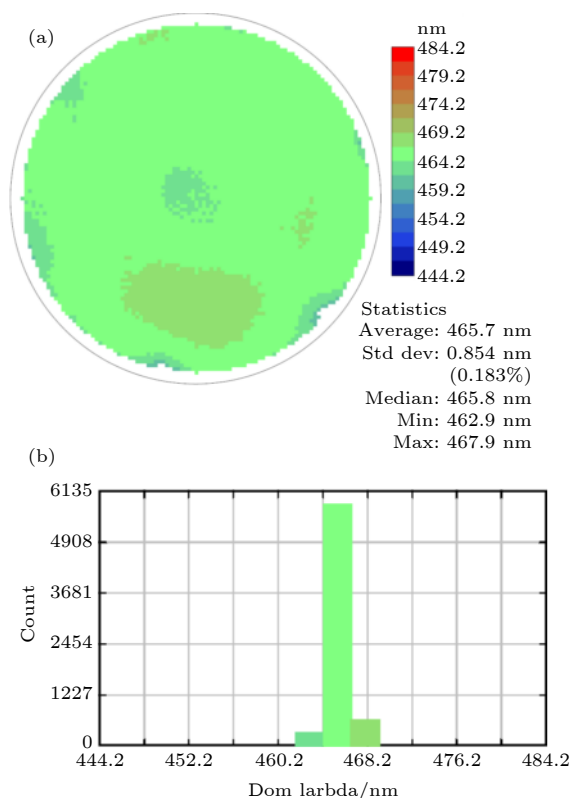 (a)
nm
484.2
479.2
474.2
469.2
464.2
459.2
454.2
449.2
444.2
Statistics
Average: 465.7 nm
Std dev: 0.854 nm
(0.183%)
Median: 465.8 nm
Min: 462.9 nm
Max: 467.9 nm
(b)
6135
4908
3681
2454
1227
0
Count
444.2 452.2 460.2 468.2 476.2 484.2
Dom larbda/nm